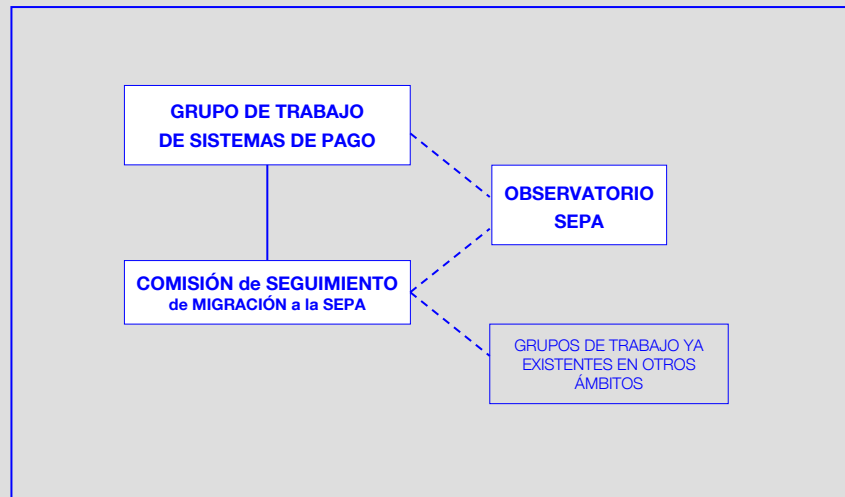 GRUPO DE TRABAJO
DE SISTEMAS DE PAGO
OBSERVATORIO
SEPA
COMISIÓN de SEGUIMIENTO
de MIGRACIÓN a la SEPA
GRUPOS DE TRABAJO YA
EXISTENTES EN OTROS
ÁMBITOS